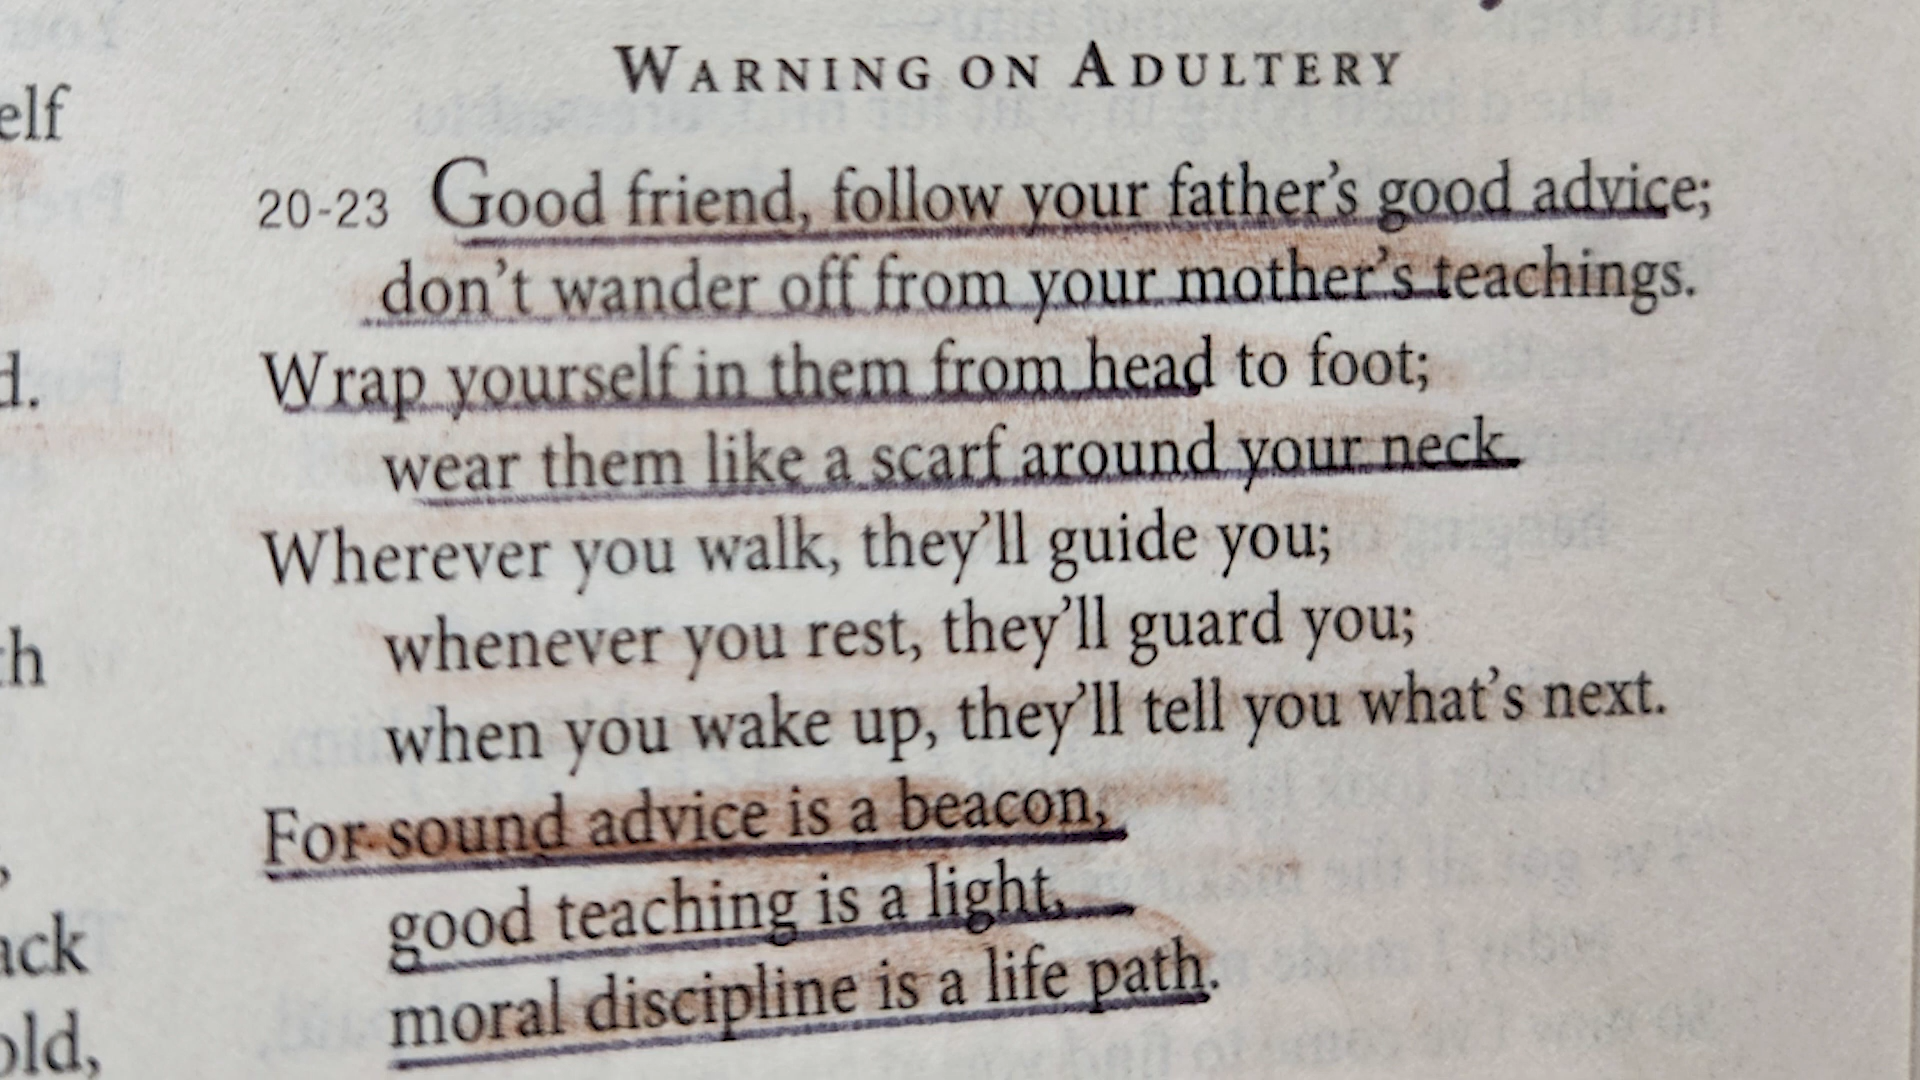 WARNING ON ADULTERY
20-23 Good friend, follow your father's good advice;
don't wander off from your mother's teachings.
Wrap yourself in them from head to foot;
wear them like a scarf around your neck.
Wherever you walk, they'll guide you;
whenever you rest, they'll guard you;
when you wake up, they'll tell you what's next.
For sound advice is a beacon,
good teaching is a light,
moral discipline is a life path.